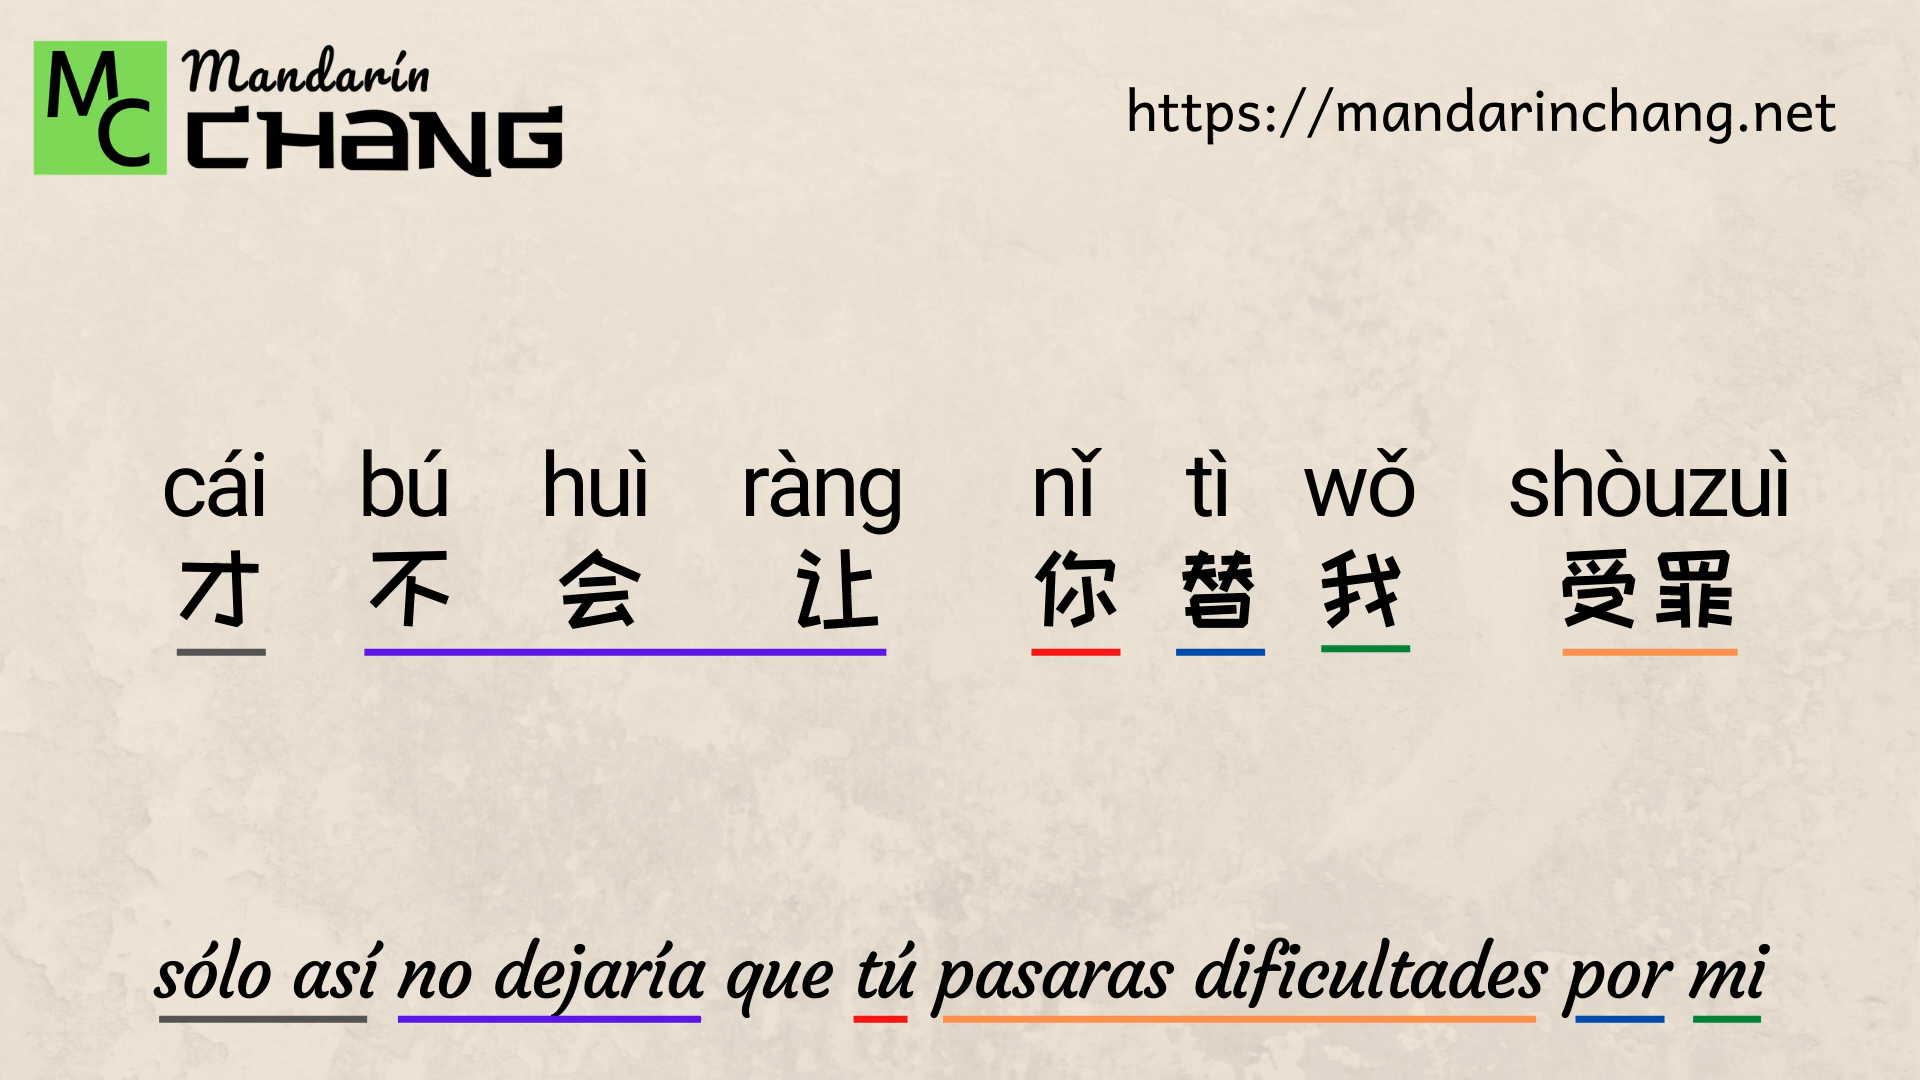 MC Mandarín
CHANG
https://mandarinchang.net
cái bú huì ràng nǐ tì wǒ shòuzuì
才 不 会 让 你 替 我 受罪
sólo así no dejaría que tú pasaras dificultades por mi